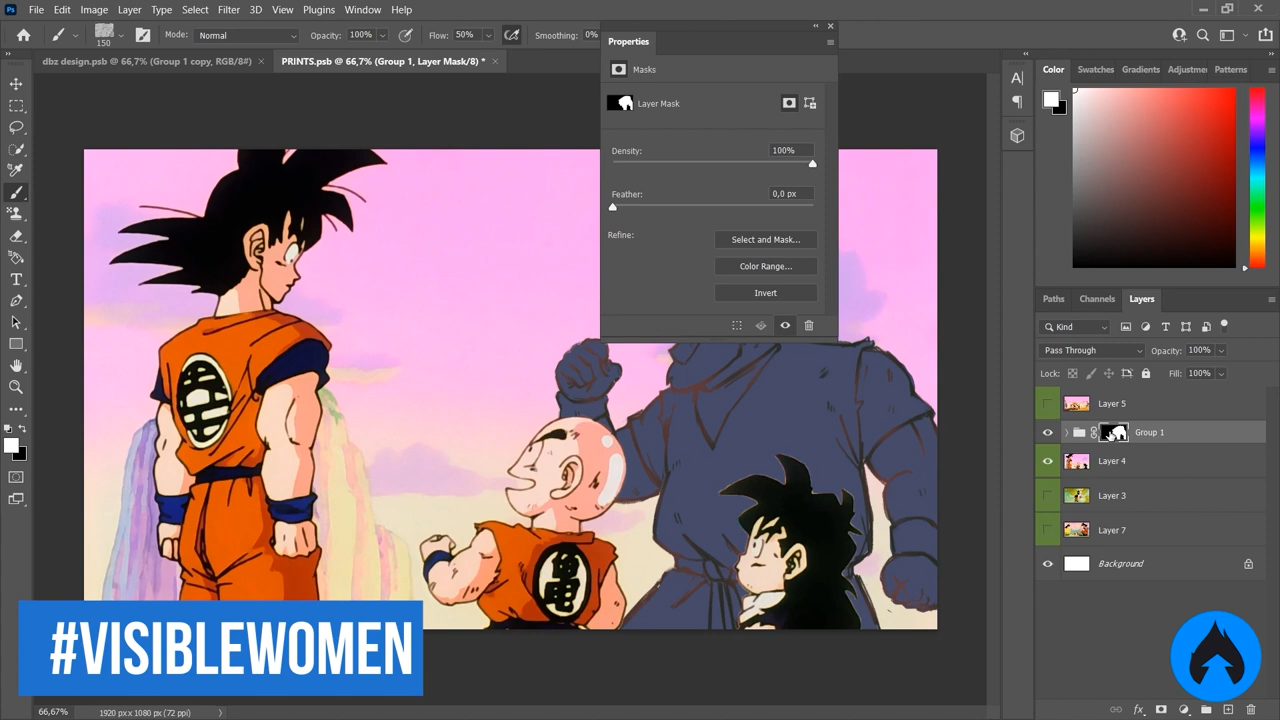 Ps File Edit Image Layer Type Select Filter 3D View Plugins Window Help
150 Mode: Normal Opacity: 100% Flow: 50% Smoothing: 0%
dbz design.psb @ 66,7% (Group 1 copy, RGB/8#) PRINTS.psb @ 66,7% (Group 1, Layer Mask/8) *
Properties
Masks
Layer Mask
Density: 100%
Feather: 0,0 px
Refine: Select and Mask...
Color Range...
Invert
Color Swatches Gradients Adjustmer Patterns
Paths Channels Layers
Kind
Pass Through Opacity: 100%
Lock: Fill: 100%
Layer 5
Group 1
Layer 4
Layer 3
Layer 7
Background
#VISIBLEWOMEN
66,67% 1920 px x 1080 px (72 ppi)